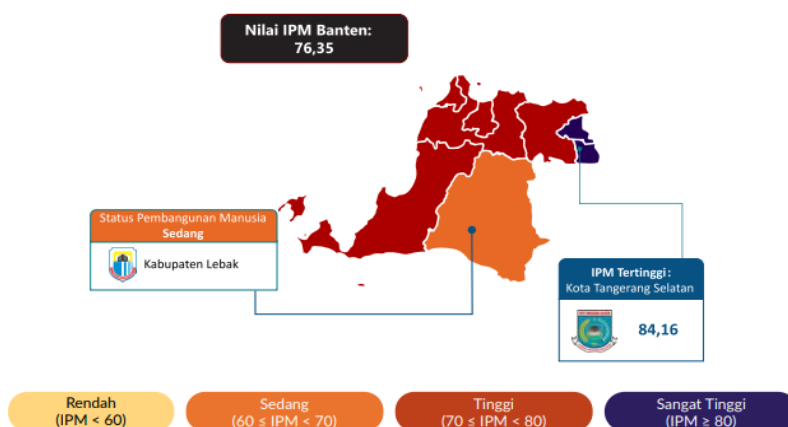 Nilai IPM Banten:
76,35
Status Pembangunan Manusia
Sedang
Kabupaten Lebak
IPM Tertinggi:
Kota Tangerang Selatan
84,16
Rendah
(IPM < 60)
Sedang
(60 ≤ IPM < 70)
Tinggi
(70 ≤ IPM < 80)
Sangat Tinggi
(IPM ≥ 80)